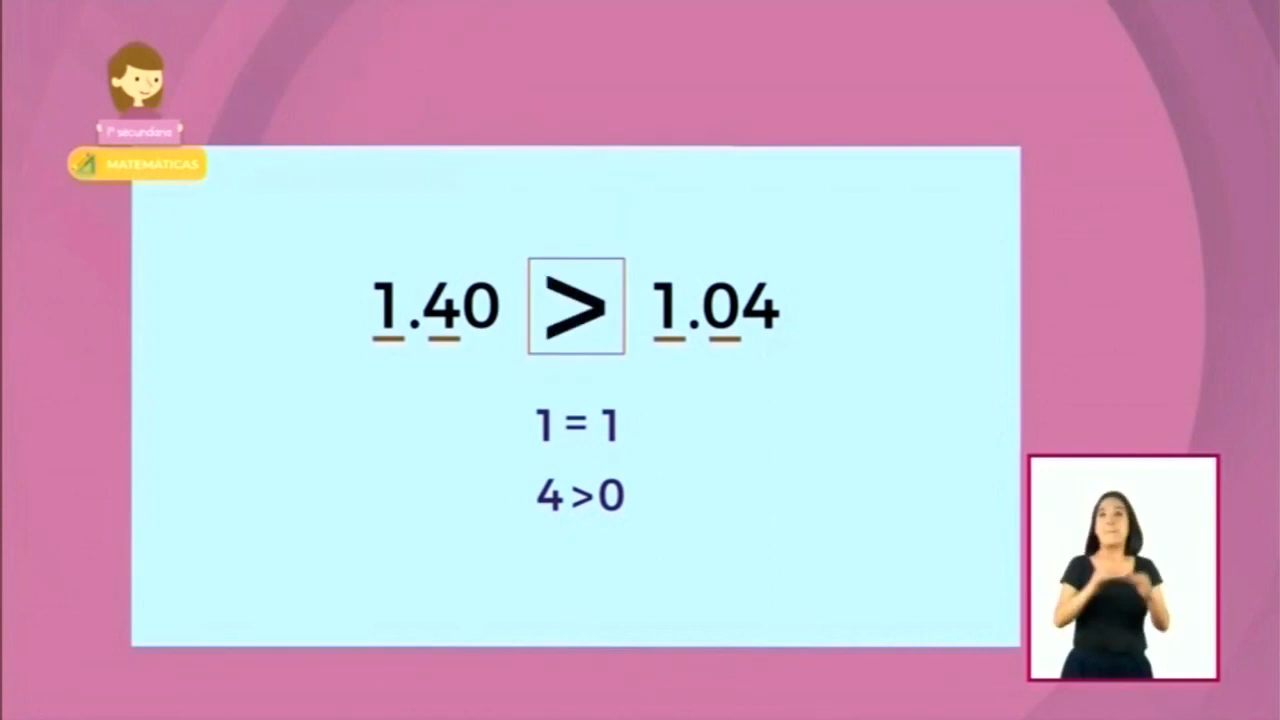 1° secundaria
MATEMÁTICAS
1.40 > 1.04
1 = 1
4>0